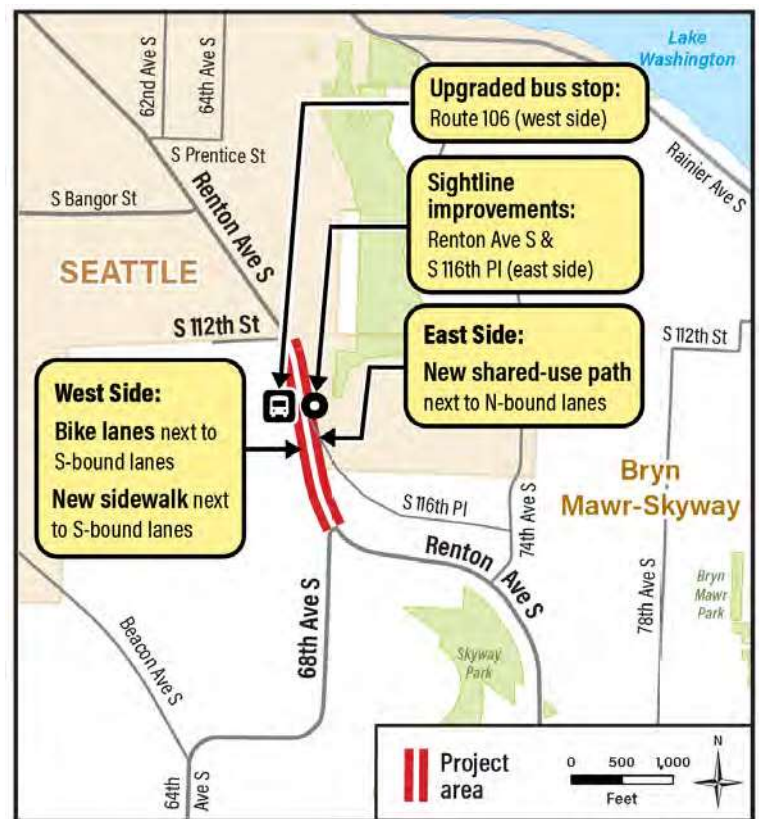 Lake
Washington
62nd Ave S
64th Ave S
Upgraded bus stop:
Route 106 (west side)
S Prentice St
Rainier Ave S
S Bangor St
Renton Ave S
Sightline
improvements:
Renton Ave S &
S 116th Pl (east side)
SEATTLE
S 112th St
East Side:
New shared-use path
next to N-bound lanes
S 112th St
West Side:
Bike lanes next to
S-bound lanes
New sidewalk next
to S-bound lanes
Bryn
Mawr-Skyway
S 116th Pl
74th Ave S
Renton Ave S
78th Ave S
Bryn
Mawr
Park
68th Ave S
Beacon Ave S
Skyway
Park
64th
Ave S
Project
area
0 500 1,000
Feet
N